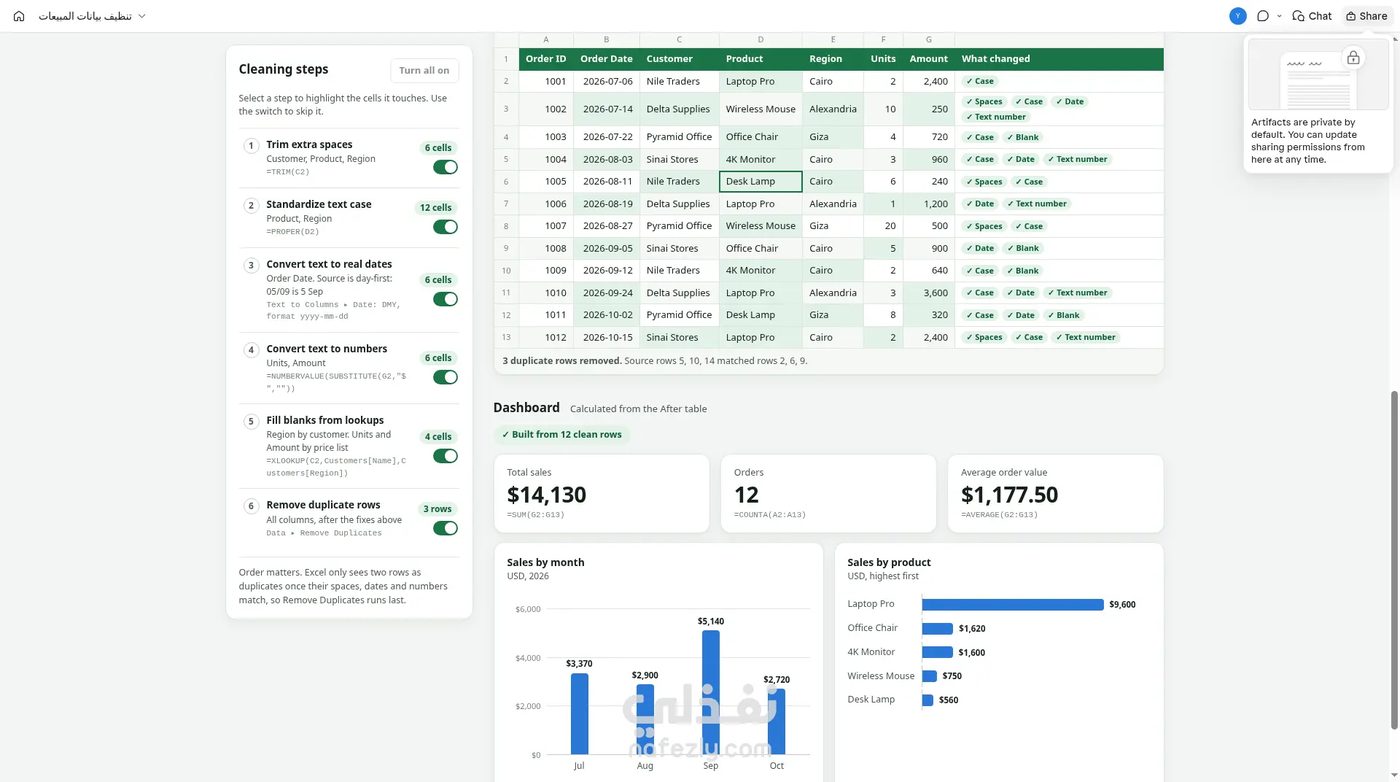 تنظيف بيانات المبيعات
Y
Chat
Share
Artifacts are private by
default. You can update
sharing permissions from
here at any time.
Cleaning steps
Turn all on
Select a step to highlight the cells it touches. Use
the switch to skip it.
1 Trim extra spaces 6 cells
Customer, Product, Region
=TRIM(C2)
2 Standardize text case 12 cells
Product, Region
=PROPER(D2)
3 Convert text to real dates 6 cells
Order Date. Source is day-first:
05/09 is 5 Sep
Text to Columns ▸ Date: DMY,
format yyyy-mm-dd
4 Convert text to numbers 6 cells
Units, Amount
=NUMBERVALUE(SUBSTITUTE(G2,"$
",""))
5 Fill blanks from lookups 4 cells
Region by customer. Units and
Amount by price list
=XLOOKUP(C2,Customers[Name],C
ustomers[Region])
6 Remove duplicate rows 3 rows
All columns, after the fixes above
Data ▸ Remove Duplicates
Order matters. Excel only sees two rows as
duplicates once their spaces, dates and numbers
match, so Remove Duplicates runs last.
A B C D E F G
1 Order ID Order Date Customer Product Region Units Amount What changed
2 1001 2026-07-06 Nile Traders Laptop Pro Cairo 2 2,400 ✓ Case
3 1002 2026-07-14 Delta Supplies Wireless Mouse Alexandria 10 250 ✓ Spaces ✓ Case ✓ Date
✓ Text number
4 1003 2026-07-22 Pyramid Office Office Chair Giza 4 720 ✓ Case ✓ Blank
5 1004 2026-08-03 Sinai Stores 4K Monitor Cairo 3 960 ✓ Case ✓ Date ✓ Text number
6 1005 2026-08-11 Nile Traders Desk Lamp Cairo 6 240 ✓ Spaces ✓ Case
7 1006 2026-08-19 Delta Supplies Laptop Pro Alexandria 1 1,200 ✓ Date ✓ Text number
8 1007 2026-08-27 Pyramid Office Wireless Mouse Giza 20 500 ✓ Spaces ✓ Case
9 1008 2026-09-05 Sinai Stores Office Chair Cairo 5 900 ✓ Date ✓ Blank
10 1009 2026-09-12 Nile Traders 4K Monitor Cairo 2 640 ✓ Case ✓ Blank
11 1010 2026-09-24 Delta Supplies Laptop Pro Alexandria 3 3,600 ✓ Case ✓ Date ✓ Text number
12 1011 2026-10-02 Pyramid Office Desk Lamp Giza 8 320 ✓ Case ✓ Date ✓ Blank
13 1012 2026-10-15 Sinai Stores Laptop Pro Cairo 2 2,400 ✓ Spaces ✓ Case ✓ Text number
3 duplicate rows removed. Source rows 5, 10, 14 matched rows 2, 6, 9.
Dashboard Calculated from the After table
✓ Built from 12 clean rows
Total sales
$14,130
=SUM(G2:G13)
Orders
12
=COUNTA(A2:A13)
Average order value
$1,177.50
=AVERAGE(G2:G13)
Sales by month
USD, 2026
$6,000
$4,000
$2,000
$0
$3,370
$2,900
$5,140
$2,720
Jul Aug Sep Oct
Sales by product
USD, highest first
Laptop Pro $9,600
Office Chair $1,620
4K Monitor $1,600
Wireless Mouse $750
Desk Lamp $560
نفذلي
nafezly.com